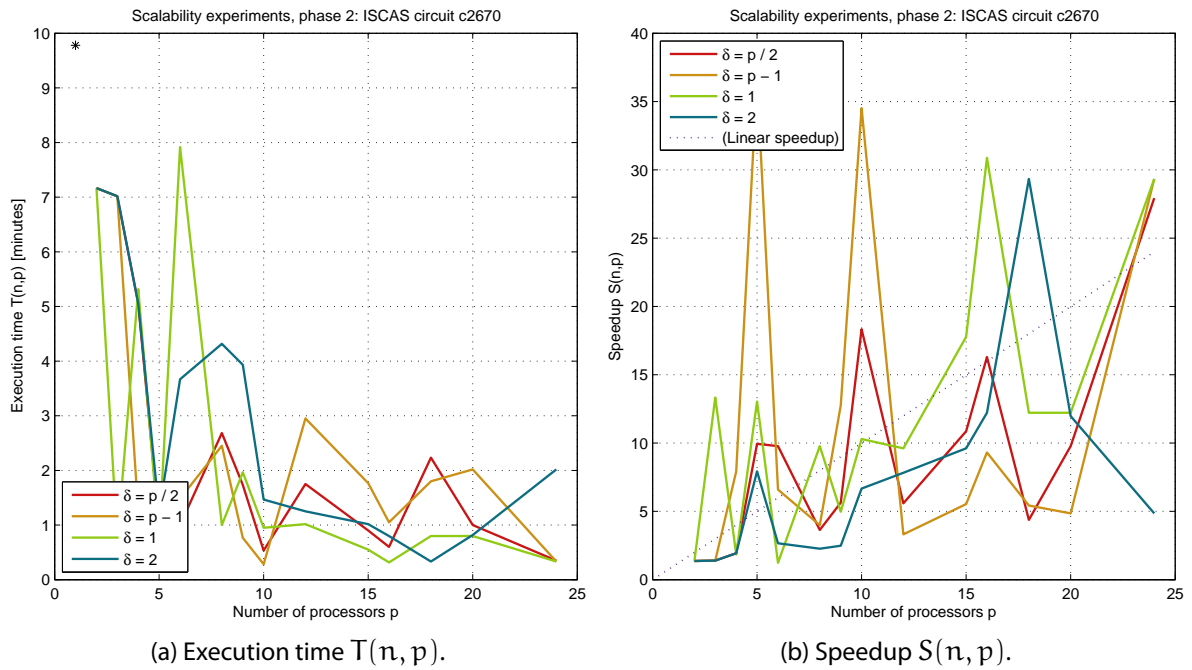 Scalability experiments, phase 2: ISCAS circuit c2670
10
9
8
7
6
5
4
3
2
1
0
Execution time T(n,p) [minutes]
δ = p / 2
δ = p − 1
δ = 1
δ = 2
0 5 10 15 20 25
Number of processors p
(a) Execution time T(n, p).
Scalability experiments, phase 2: ISCAS circuit c2670
40
35
30
25
20
15
10
5
0
Speedup S(n,p)
δ = p / 2
δ = p − 1
δ = 1
δ = 2
(Linear speedup)
0 5 10 15 20 25
Number of processors p
(b) Speedup S(n, p).